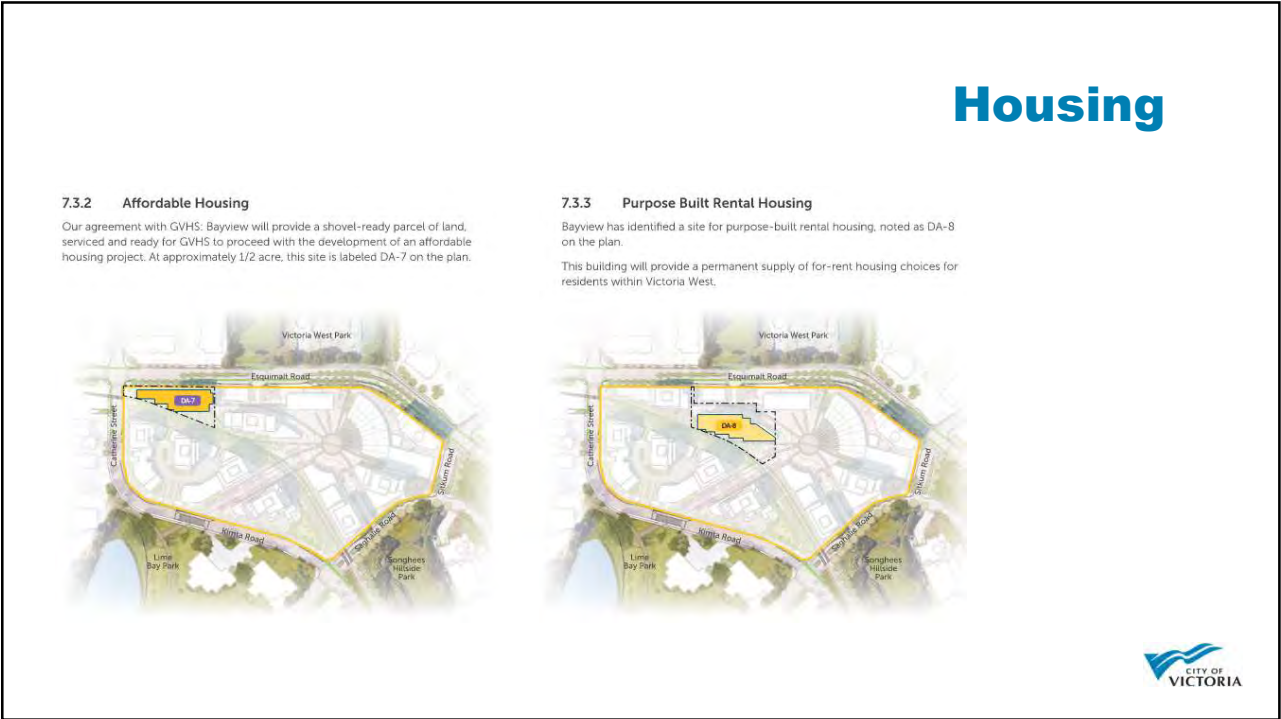 Housing
7.3.2 Affordable Housing
Our agreement with GVHS: Bayview will provide a shovel-ready parcel of land,
serviced and ready for GVHS to proceed with the development of an affordable
housing project. At approximately 1/2 acre, this site is labeled DA-7 on the plan.
Victoria West Park
Esquimalt Road
DA-7
Catherine Street
Sitkum Road
Kimta Road
Saghalie Road
Lime
Bay Park
Songhees
Hillside
Park
7.3.3 Purpose Built Rental Housing
Bayview has identified a site for purpose-built rental housing, noted as DA-8
on the plan.
This building will provide a permanent supply of for-rent housing choices for
residents within Victoria West.
Victoria West Park
Esquimalt Road
DA-8
Catherine Street
Sitkum Road
Kimta Road
Saghalie Road
Lime
Bay Park
Songhees
Hillside
Park
CITY OF
VICTORIA